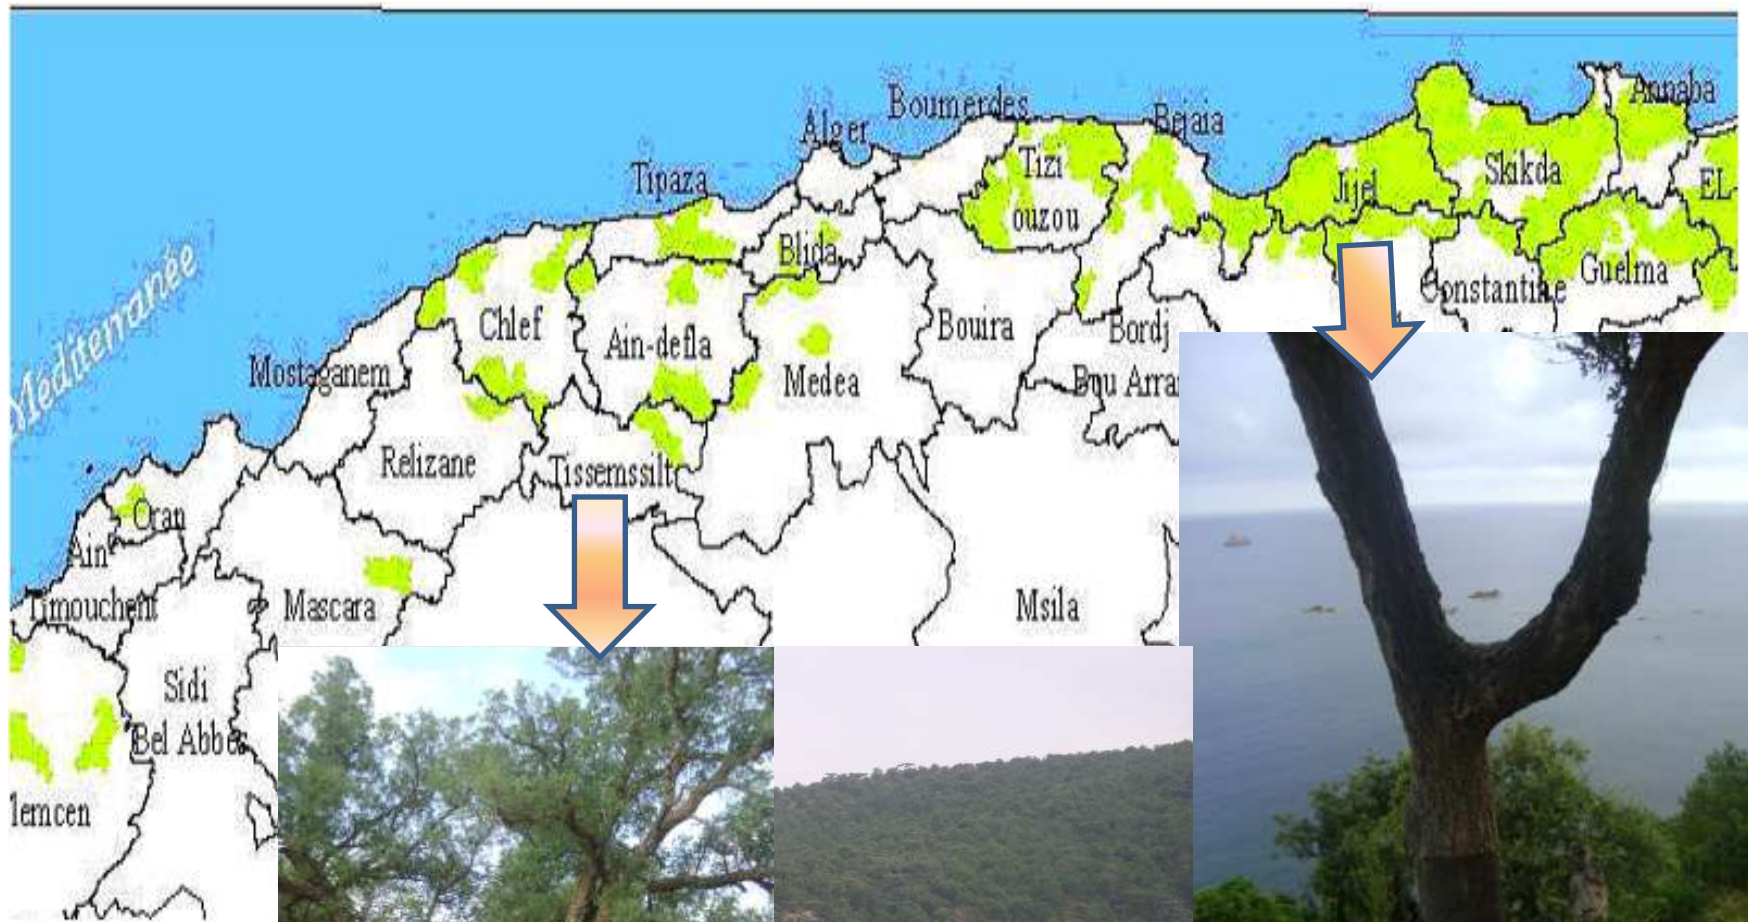 Annaba
Boumerdes
Bejaia
Alger
Tizi
ouzou
Tipaza
Jijel
Skikda
EL
Blida
Guelma
Constantine
Méditerranée
Chlef
Ain-defla
Bouira
Bordj
Bou Arra
Mostaganem
Medea
Relizane
Tissemssilt
Oran
Ain
Timouchent
Mascara
Msila
Sidi
Bel Abbes
lemcen